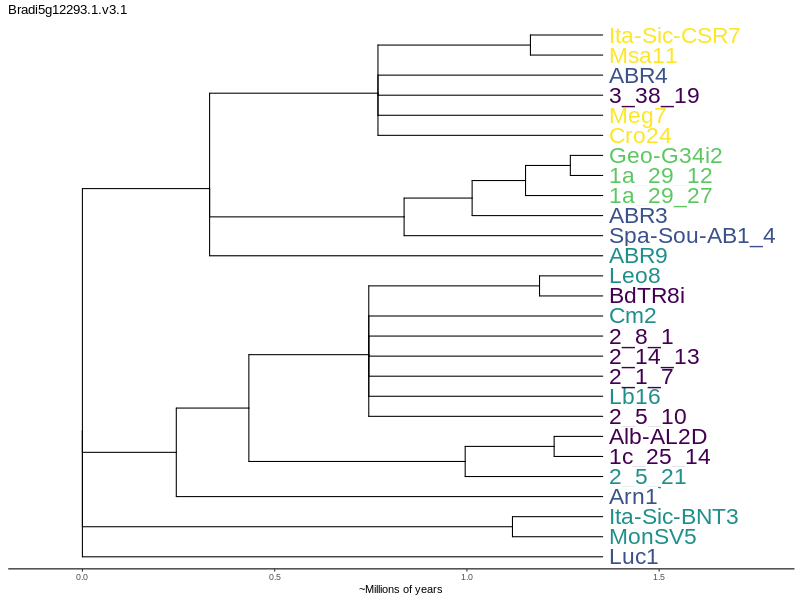 Bradi5g12293.1.v3.1
Ita-Sic-CSR7
Msa11
ABR4
3_38_19
Meg7
Cro24
Geo-G34i2
1a_29_12
1a_29_27
ABR3
Spa-Sou-AB1_4
ABR9
Leo8
BdTR8i
Cm2
2_8_1
2_14_13
2_1_7
Lb16
2_5_10
Alb-AL2D
1c_25_14
2_5_21
Arn1
Ita-Sic-BNT3
MonSV5
Luc1
0.0 0.5 1.0 1.5
~Millions of years